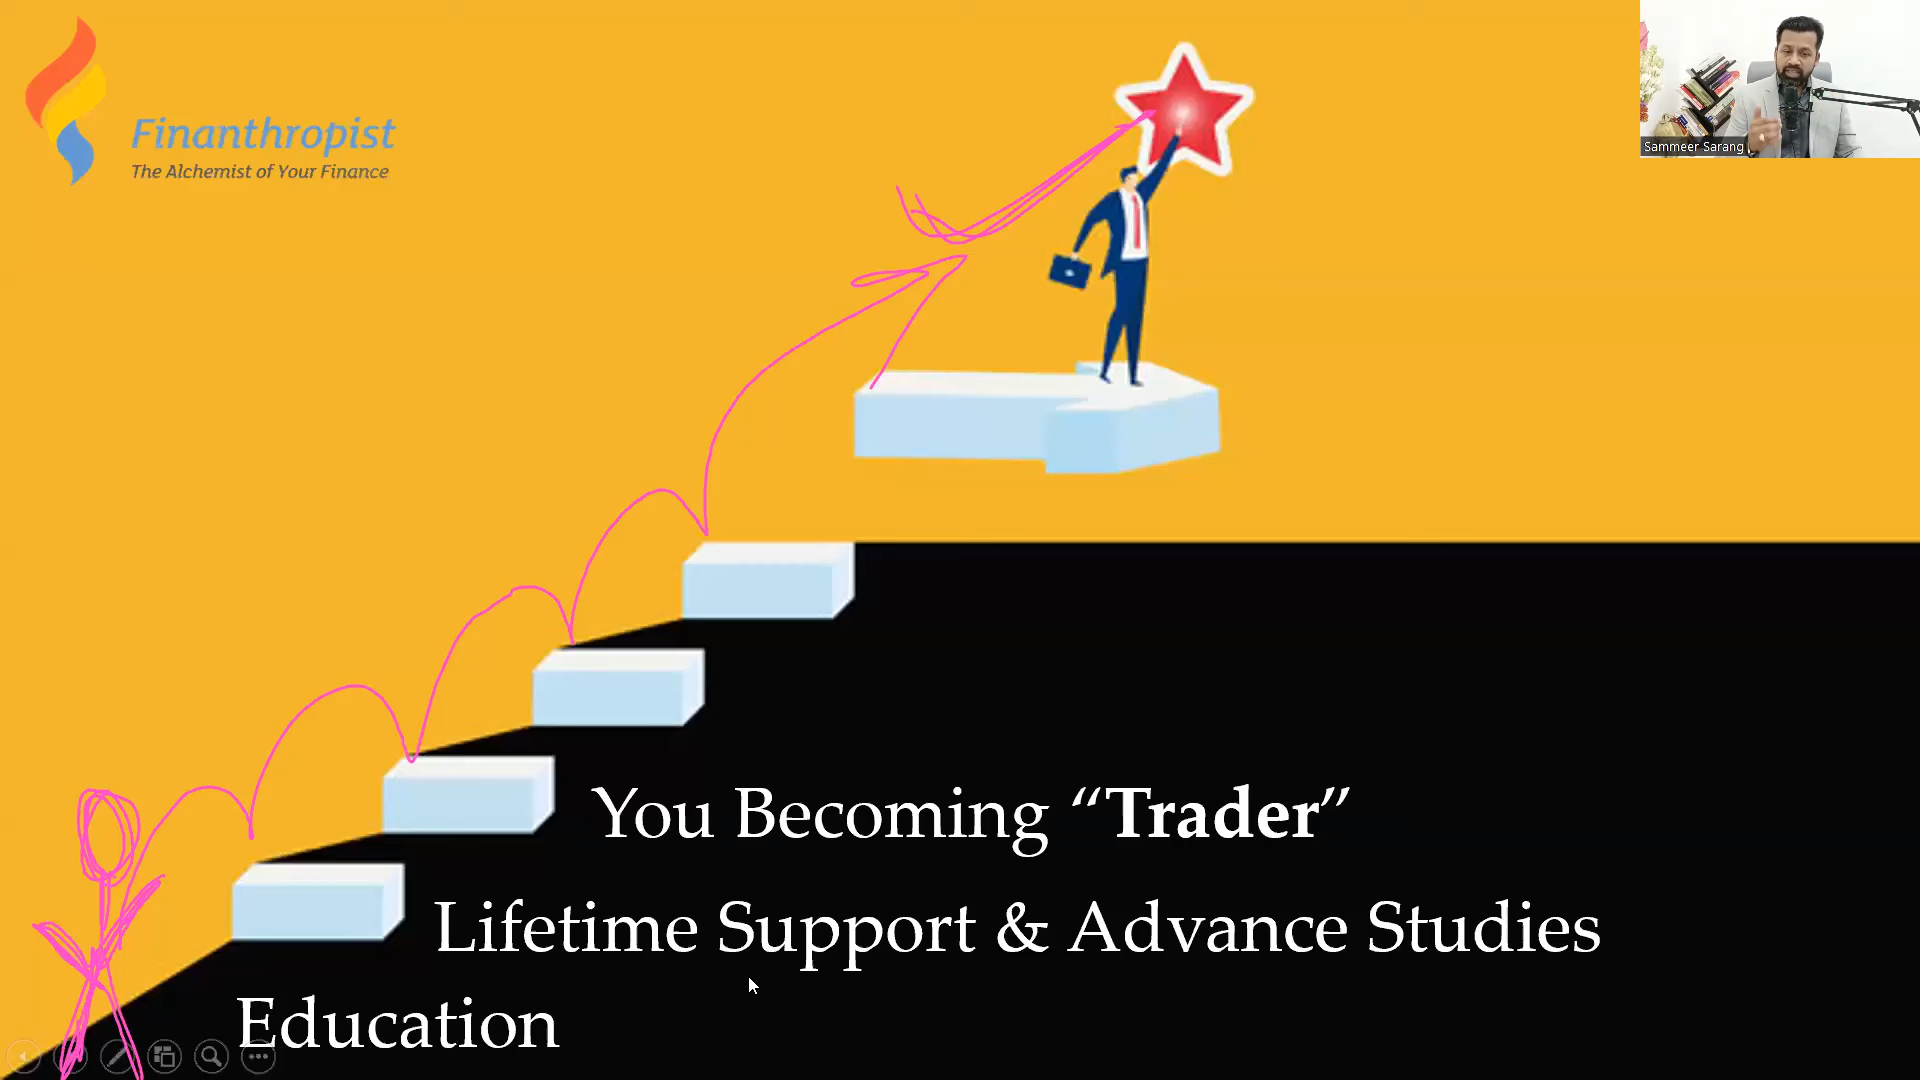 Finanthropist
The Alchemist of Your Finance
Sammeer Sarang
You Becoming “Trader”
Lifetime Support & Advance Studies
Education